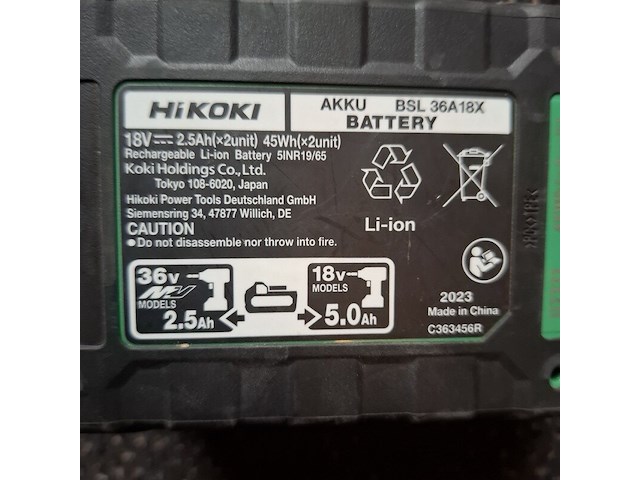 HiKOKI
AKKU BSL 36A18X
BATTERY
18V⎓2.5Ah(×2unit) 45Wh(×2unit)
Rechargeable Li-ion Battery 5INR19/65
Koki Holdings Co.,Ltd.
Tokyo 108-6020, Japan
Hikoki Power Tools Deutschland GmbH
Siemensring 34, 47877 Willich, DE
CAUTION
●Do not disassemble nor throw into fire.
Li-ion
36V
MV
MODELS
2.5Ah
18V
MODELS
5.0Ah
2023
Made in China
C363456R